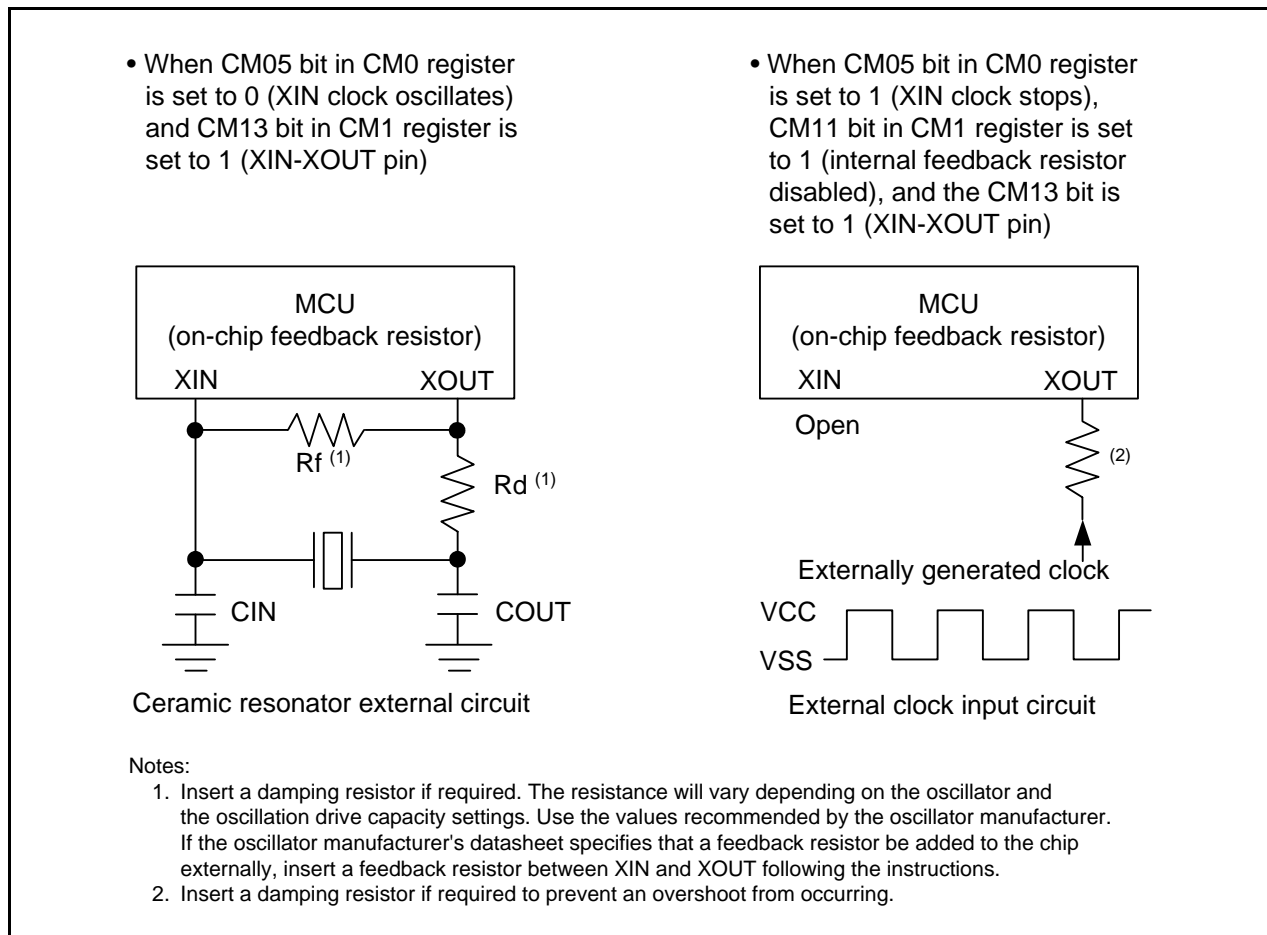 • When CM05 bit in CM0 register
is set to 0 (XIN clock oscillates)
and CM13 bit in CM1 register is
set to 1 (XIN-XOUT pin)
MCU
(on-chip feedback resistor)
XIN
XOUT
Rf (1)
Rd (1)
CIN
COUT
Ceramic resonator external circuit
• When CM05 bit in CM0 register
is set to 1 (XIN clock stops),
CM11 bit in CM1 register is set
to 1 (internal feedback resistor
disabled), and the CM13 bit is
set to 1 (XIN-XOUT pin)
MCU
(on-chip feedback resistor)
XIN
XOUT
Open
(2)
Externally generated clock
VCC
VSS
External clock input circuit
Notes:
1. Insert a damping resistor if required. The resistance will vary depending on the oscillator and
the oscillation drive capacity settings. Use the values recommended by the oscillator manufacturer.
If the oscillator manufacturer's datasheet specifies that a feedback resistor be added to the chip
externally, insert a feedback resistor between XIN and XOUT following the instructions.
2. Insert a damping resistor if required to prevent an overshoot from occurring.